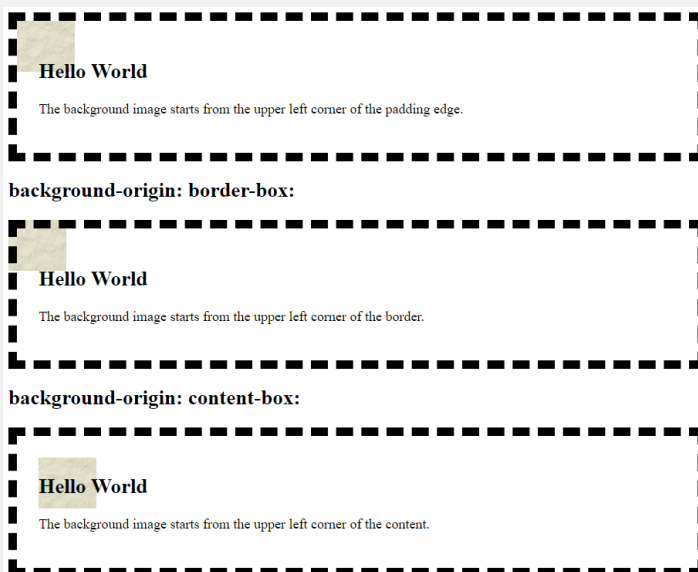 Hello World
The background image starts from the upper left corner of the padding edge.
background-origin: border-box:
Hello World
The background image starts from the upper left corner of the border.
background-origin: content-box:
Hello World
The background image starts from the upper left corner of the content.